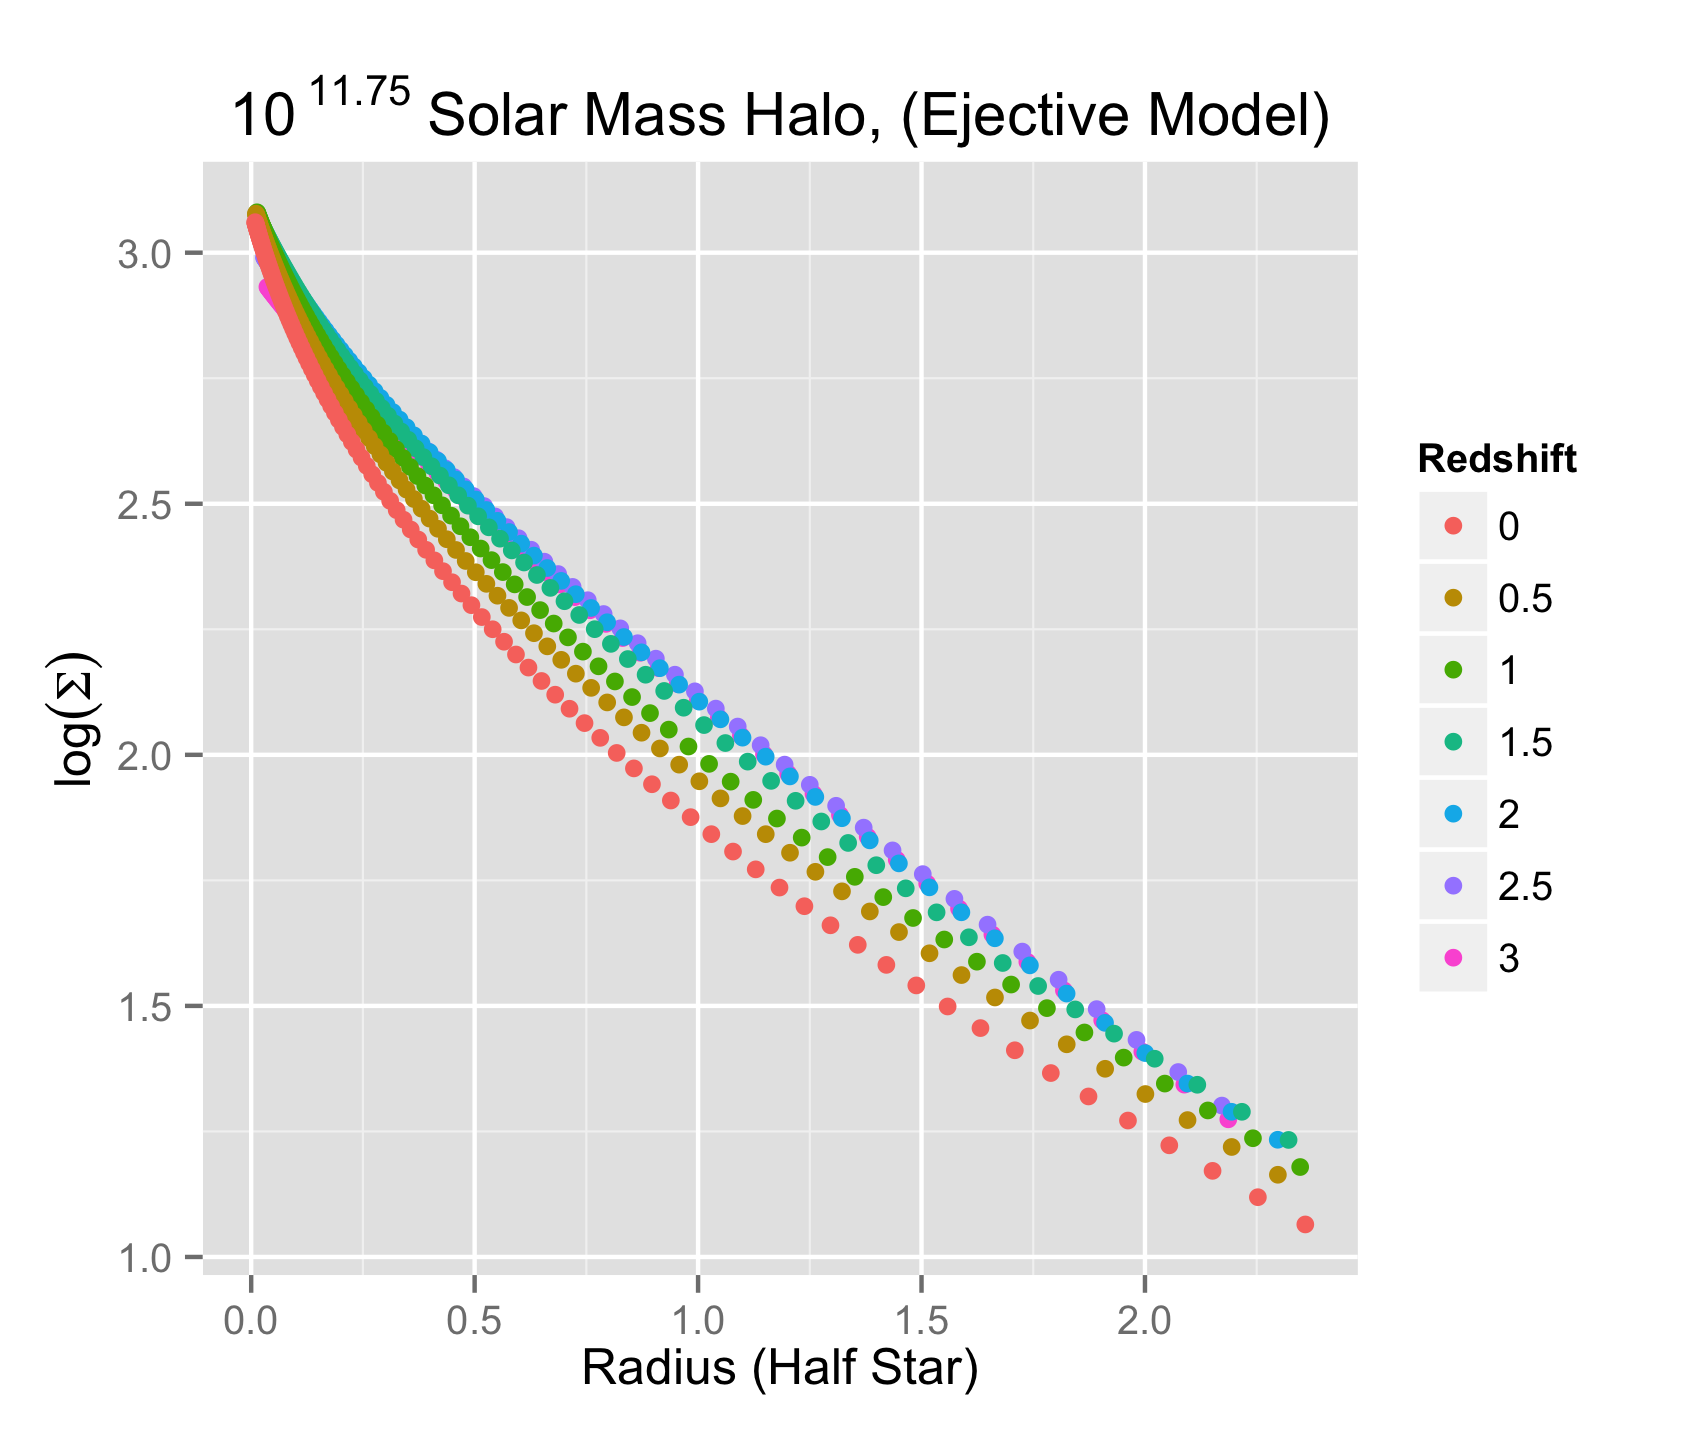 10 11.75 Solar Mass Halo, (Ejective Model)
3.0
2.5
2.0
1.5
1.0
log(Σ)
0.0 0.5 1.0 1.5 2.0
Radius (Half Star)
Redshift
0
0.5
1
1.5
2
2.5
3